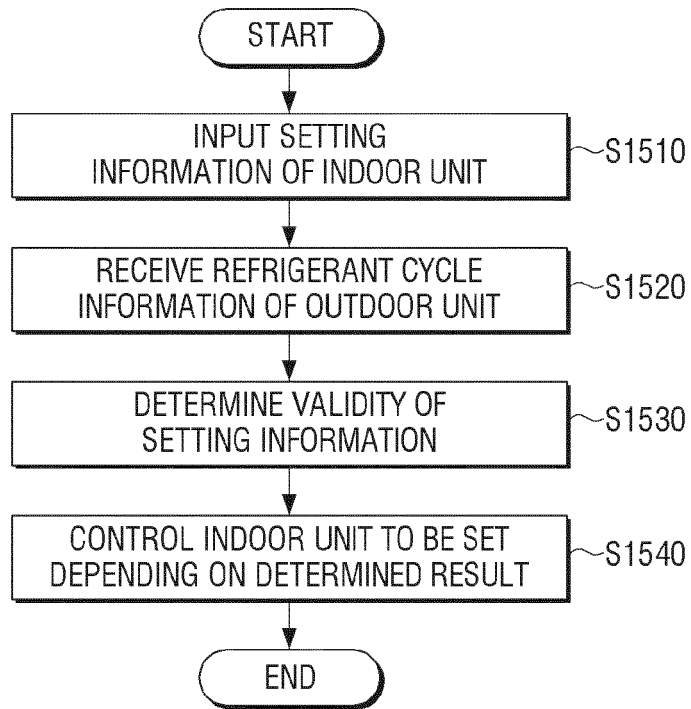 START
INPUT SETTING
INFORMATION OF INDOOR UNIT
S1510
RECEIVE REFRIGERANT CYCLE
INFORMATION OF OUTDOOR UNIT
S1520
DETERMINE VALIDITY OF
SETTING INFORMATION
S1530
CONTROL INDOOR UNIT TO BE SET
DEPENDING ON DETERMINED RESULT
S1540
END